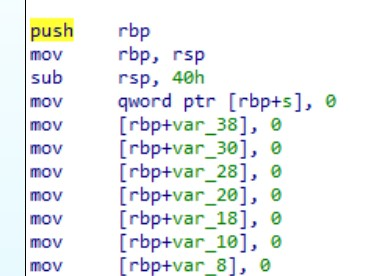 push rbp
mov rbp, rsp
sub rsp, 40h
mov qword ptr [rbp+s], 0
mov [rbp+var_38], 0
mov [rbp+var_30], 0
mov [rbp+var_28], 0
mov [rbp+var_20], 0
mov [rbp+var_18], 0
mov [rbp+var_10], 0
mov [rbp+var_8], 0